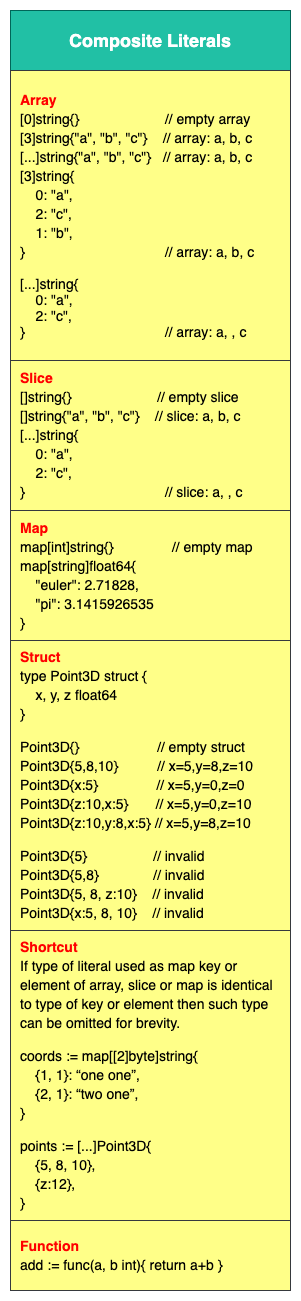 Composite Literals
Array
[0]string{} // empty array
[3]string{"a", "b", "c"} // array: a, b, c
[...]string{"a", "b", "c"} // array: a, b, c
[3]string{
0: "a",
2: "c",
1: "b",
} // array: a, b, c
[...]string{
0: "a",
2: "c",
} // array: a, , c
Slice
[]string{} // empty slice
[]string{"a", "b", "c"} // slice: a, b, c
[...]string{
0: "a",
2: "c",
} // slice: a, , c
Map
map[int]string{} // empty map
map[string]float64{
"euler": 2.71828,
"pi": 3.1415926535
}
Struct
type Point3D struct {
x, y, z float64
}
Point3D{} // empty struct
Point3D{5,8,10} // x=5,y=8,z=10
Point3D{x:5} // x=5,y=0,z=0
Point3D{z:10,x:5} // x=5,y=0,z=10
Point3D{z:10,y:8,x:5} // x=5,y=8,z=10
Point3D{5} // invalid
Point3D{5,8} // invalid
Point3D{5, 8, z:10} // invalid
Point3D{x:5, 8, 10} // invalid
Shortcut
If type of literal used as map key or
element of array, slice or map is identical
to type of key or element then such type
can be omitted for brevity.
coords := map[[2]byte]string{
{1, 1}: “one one”,
{2, 1}: “two one”,
}
points := [...]Point3D{
{5, 8, 10},
{z:12},
}
Function
add := func(a, b int){ return a+b }